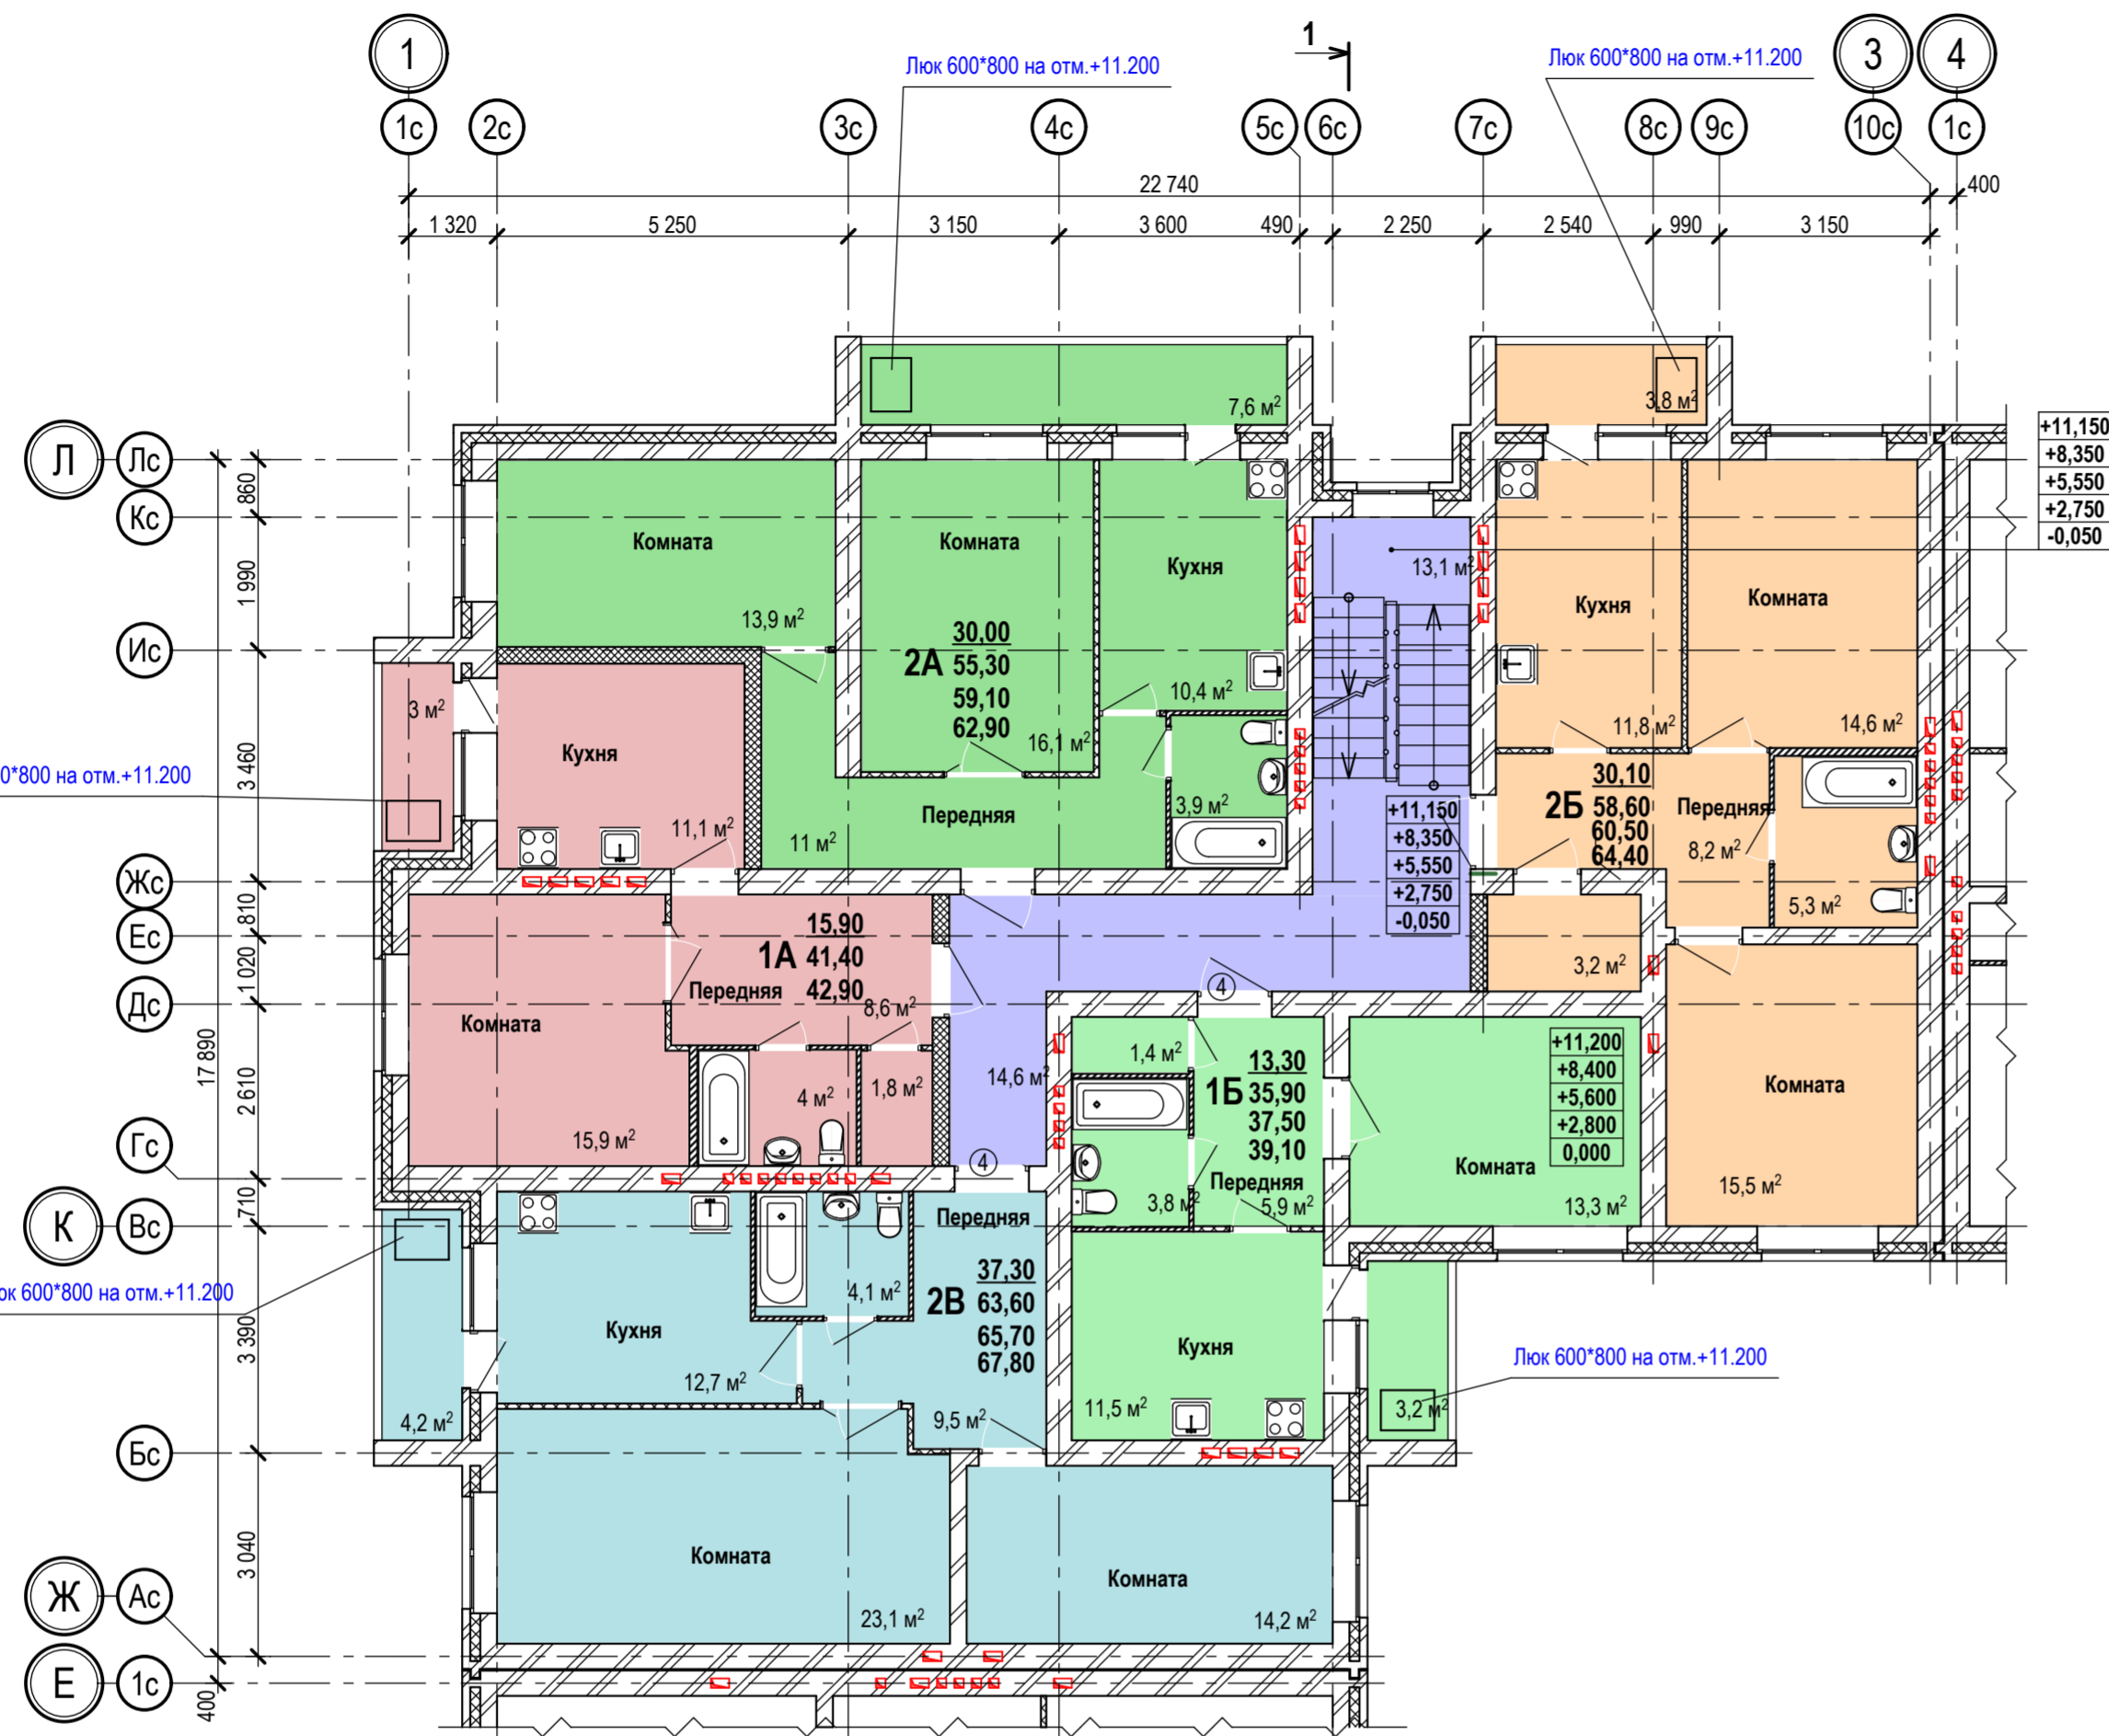 1
1
3
4
Люк 600*800 на отм.+11.200
Люк 600*800 на отм.+11.200
1с
2с
3с
4с
5с
6с
7с
8с
9с
10с
1с
22 740
400
1 320
5 250
3 150
3 600
490
2 250
2 540
990
3 150
7,6 м²
3,8 м²
Л
Лс
Кс
Ис
Жс
Ес
Дс
Гс
К
Вс
Бс
Ж
Ас
Е
1с
860
1 990
3 460
810
1 020
2 610
710
3 390
3 040
17 890
400
+11,150
+8,350
+5,550
+2,750
-0,050
Комната
13,9 м²
Комната
16,1 м²
Кухня
10,4 м²
2А
30,00
55,30
59,10
62,90
Передняя
11 м²
3,9 м²
13,1 м²
Кухня
11,8 м²
Комната
14,6 м²
2Б
30,10
58,60
60,50
64,40
Передняя
8,2 м²
5,3 м²
3,2 м²
Комната
15,5 м²
+11,150
+8,350
+5,550
+2,750
-0,050
3 м²
0*800 на отм.+11.200
Кухня
11,1 м²
1А
15,90
41,40
42,90
Передняя
8,6 м²
Комната
15,9 м²
4 м²
1,8 м²
14,6 м²
4
4
1,4 м²
1Б
13,30
35,90
37,50
39,10
Передняя
5,9 м²
3,8 м²
Комната
13,3 м²
+11,200
+8,400
+5,600
+2,800
0,000
Кухня
11,5 м²
3,2 м²
Люк 600*800 на отм.+11.200
юк 600*800 на отм.+11.200
4,2 м²
Кухня
12,7 м²
4,1 м²
Передняя
2В
37,30
63,60
65,70
67,80
9,5 м²
Комната
23,1 м²
Комната
14,2 м²